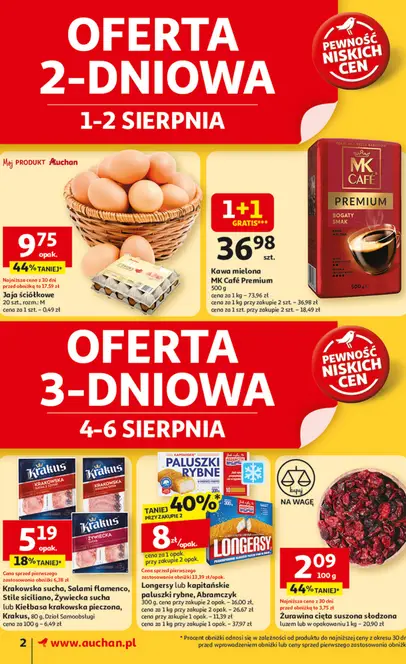 OFERTA
2-DNIOWA
1-2 SIERPNIA
PEWNOŚĆ
NISKICH
CEN
Mój PRODUKT Auchan
9 75
opak.
44% TANIEJ*
Najniższa cena z 30 dni
przed obniżką to 17,59 zł
Jaja ściółkowe
20 szt., rozm.: M
cena za 1 szt. – 0,49 zł
1+1
GRATIS***
36 98
szt.
Kawa mielona
MK Café Premium
500 g
cena za 1 kg – 73,96 zł
cena za 1 szt. przy zakupie 2 szt. – 36,98 zł
cena za 1 szt. przy zakupie 2 szt. – 18,49 zł
MK
CAFÉ
PREMIUM
BOGATY
SMAK
500 g
OFERTA
3-DNIOWA
4-6 SIERPNIA
PEWNOŚĆ
NISKICH
CEN
Krakus
KRAKOWSKA
Krakus
KRAKOWSKA
Krakus
Krakus
ŻYWIECKA
5 19
opak.
18% TANIEJ*
Cena sprzed pierwszego
zastosowania obniżki 6,38 zł
Krakowska sucha, Salami flamenco,
Stile siciliano, Żywiecka sucha
lub Kiełbasa krakowska pieczona,
Krakus, 80 g, Dział Samoobsługi
cena za 100 g – 6,49 zł
PALUSZKI
RYBNE
TANIEJ 40%*
PRZY ZAKUPIE 2
8 zł/opak.
cena za 1 opak.
przy zakupie 2 opak.
LONGERSY
Cena sprzed pierwszego
zastosowania obniżki 13,39 zł/opak.
Longersy lub kapitańskie
paluszki rybne, Abramczyk
300 g, cena przy zakupie 2 opak. – 16,00 zł,
cena za 1 kg przy zakupie 2 opak. – 26,67 zł
cena przy zakupie 1 opak. – 11,39 zł,
cena za 1 kg przy zakupie 1 opak. – 37,97 zł
kupuj
NA WAGĘ
2 09
100 g
44% TANIEJ*
Najniższa cena z 30 dni
przed obniżką to 3,75 zł
Żurawina cięta suszona słodzona
luzem lub w opakowaniu 1 kg – 20,90 zł
2
www.auchan.pl
* Procent obniżki odnosi się w zależności od produktu do najniższej ceny z okresu 30 dni
przed wprowadzeniem obniżki lub ceny sprzed pierwszego zastosowania obniżki